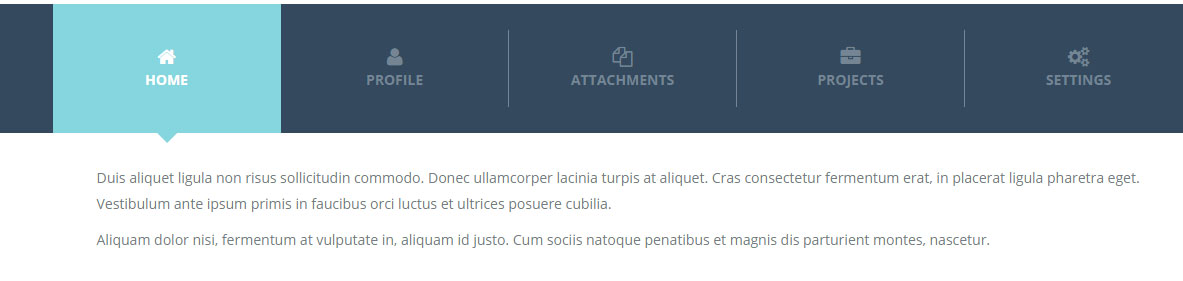 HOME
PROFILE
ATTACHMENTS
PROJECTS
SETTINGS
Duis aliquet ligula non risus sollicitudin commodo. Donec ullamcorper lacinia turpis at aliquet. Cras consectetur fermentum erat, in placerat ligula pharetra eget.
Vestibulum ante ipsum primis in faucibus orci luctus et ultrices posuere cubilia.
Aliquam dolor nisi, fermentum at vulputate in, aliquam id justo. Cum sociis natoque penatibus et magnis dis parturient montes, nascetur.